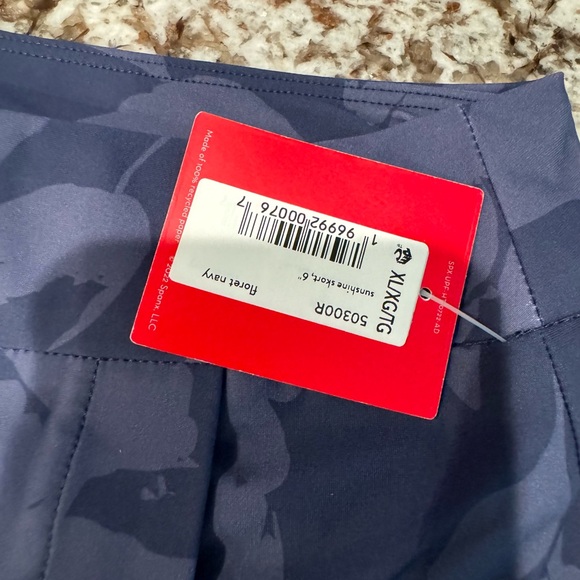 Made of 100% recycled paper
© 2022 Spanx, LLC
1 96992 00076 7
XL/XG/TG
sunshine skort, 6"
50300R
floret navy